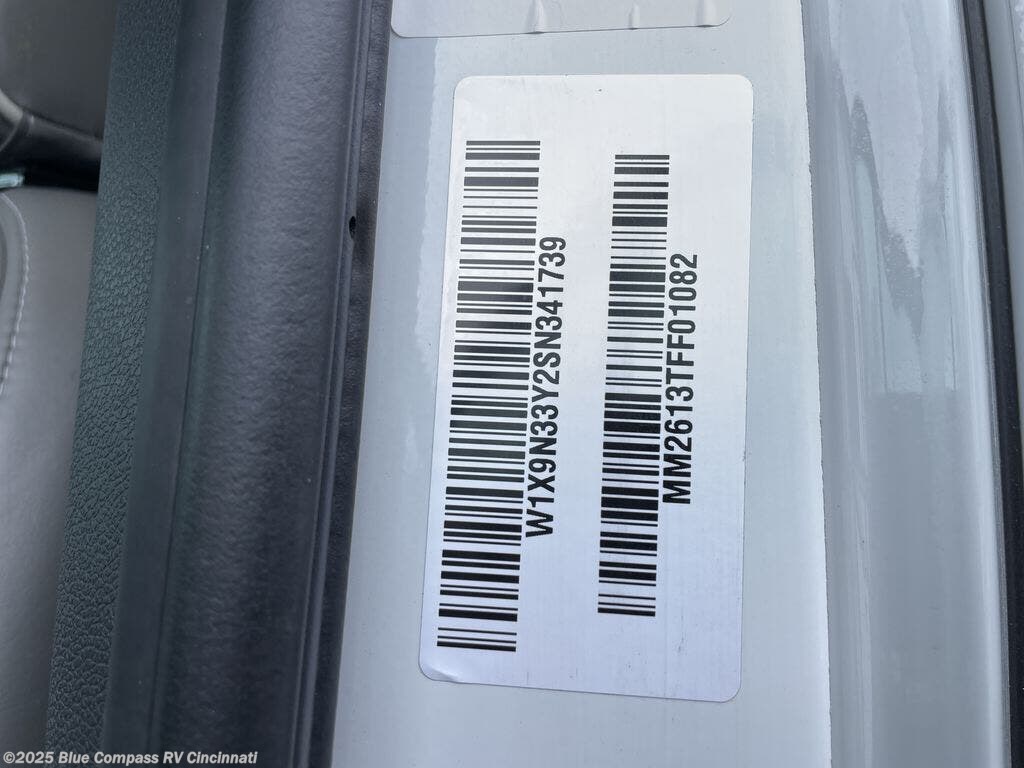 W1X9N33Y2SN341739
MM2613TFF01082
©2025 Blue Compass RV Cincinnati